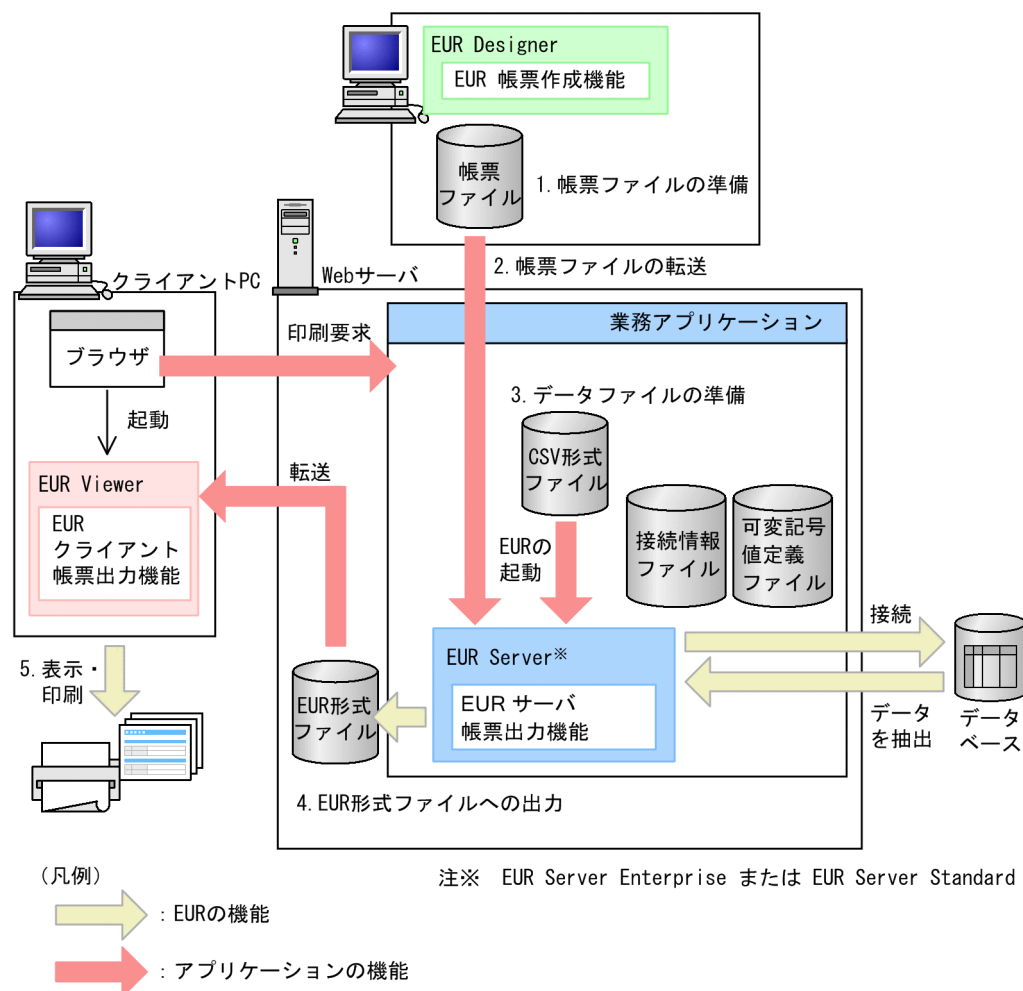 EUR Designer
EUR 帳票作成機能
帳票
ファイル
1.帳票ファイルの準備
2.帳票ファイルの転送
クライアントPC
Webサーバ
ブラウザ
印刷要求
業務アプリケーション
起動
3.データファイルの準備
CSV形式
ファイル
転送
EUR Viewer
EUR
クライアント
帳票出力機能
EURの
起動
接続情報
ファイル
可変記号
値定義
ファイル
接続
5.表示・
印刷
EUR形式
ファイル
EUR Server※
EUR サーバ
帳票出力機能
データ
を抽出
データ
ベース
4.EUR形式ファイルへの出力
(凡例)
注※ EUR Server Enterprise または EUR Server Standard
:EURの機能
:アプリケーションの機能